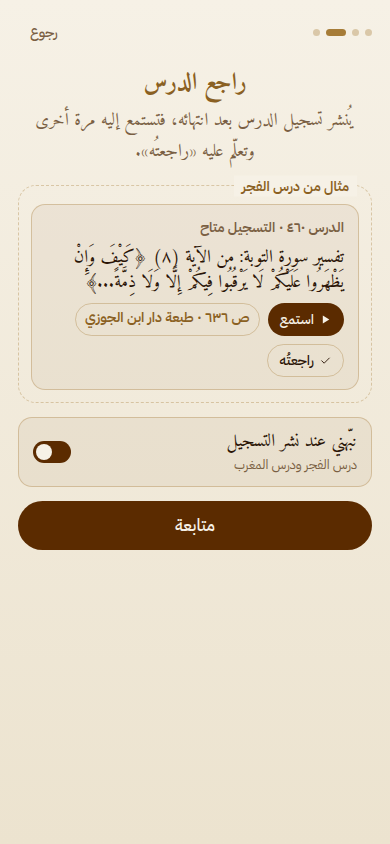 رجوع
راجع الدرس
يُنشر تسجيل الدرس بعد انتهائه، فتستمع إليه مرة أخرى
وتعلّم عليه «راجعتُه».
مثال من درس الفجر
الدرس ٤٦٠ · التسجيل متاح
تفسير سورة التوبة: من الآية (٨) ﴿كَيْفَ وَإِنْ
يَظْهَرُوا عَلَيْكُمْ لَا يَرْقُبُوا فِيكُمْ إِلًّا وَلَا ذِمَّةً...﴾
استمع
ص ٦٣٦ · طبعة دار ابن الجوزي
راجعتُه
نبّهني عند نشر التسجيل
درس الفجر ودرس المغرب
متابعة